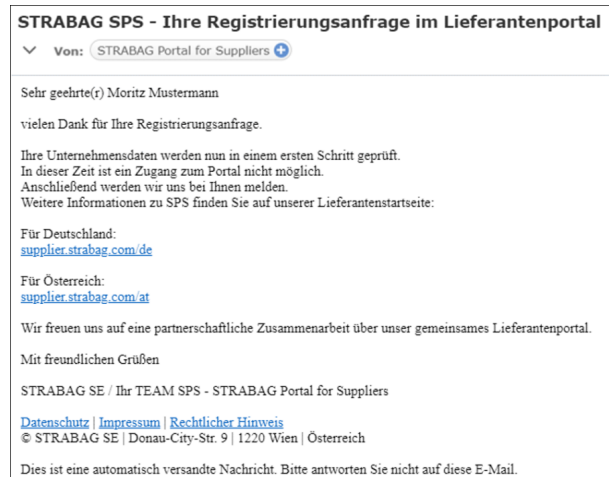 STRABAG SPS - Ihre Registrierungsanfrage im Lieferantenportal
Von: STRABAG Portal for Suppliers
Sehr geehrte(r) Moritz Mustermann
vielen Dank für Ihre Registrierungsanfrage.
Ihre Unternehmensdaten werden nun in einem ersten Schritt geprüft.
In dieser Zeit ist ein Zugang zum Portal nicht möglich.
Anschließend werden wir uns bei Ihnen melden.
Weitere Informationen zu SPS finden Sie auf unserer Lieferantenstartseite:
Für Deutschland:
supplier.strabag.com/de
Für Österreich:
supplier.strabag.com/at
Wir freuen uns auf eine partnerschaftliche Zusammenarbeit über unser gemeinsames Lieferantenportal.
Mit freundlichen Grüßen
STRABAG SE / Ihr TEAM SPS - STRABAG Portal for Suppliers
Datenschutz | Impressum | Rechtlicher Hinweis
© STRABAG SE | Donau-City-Str. 9 | 1220 Wien | Österreich
Dies ist eine automatisch versandte Nachricht. Bitte antworten Sie nicht auf diese E-Mail.